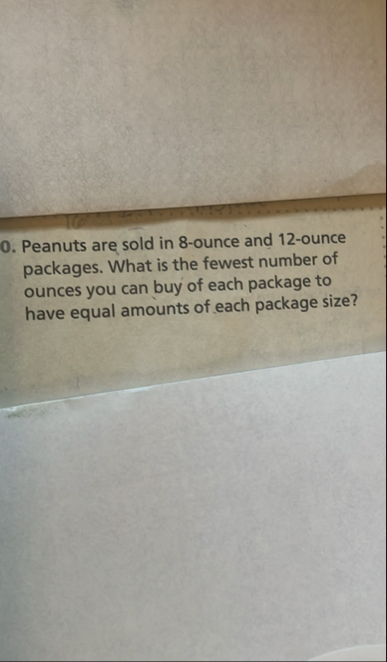 0. Peanuts are sold in 8-ounce and 12-ounce
packages. What is the fewest number of
ounces you can buy of each package to
have equal amounts of each package size?